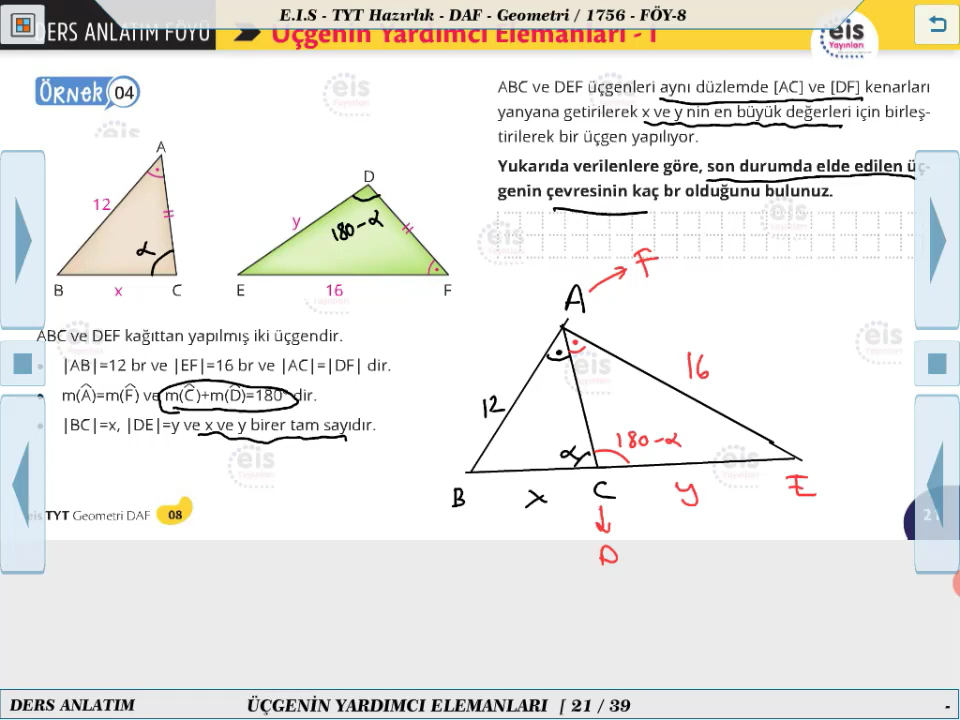 E.I.S - TYT Hazırlık - DAF - Geometri / 1756 - FÖY-8
DERS ANLATIM FÖYÜ
Üçgenin Yardımcı Elemanları - I
eis
Yayınları
ÖRNEK 04
A
12
B
x
C
α
D
y
180-α
E
16
F
ABC ve DEF kağıttan yapılmış iki üçgendir.
|AB|=12 br ve |EF|=16 br ve |AC|=|DF| dir.
m(Â)=m(F̂) ve m(Ĉ)+m(D̂)=180° dir.
|BC|=x, |DE|=y ve x ve y birer tam sayıdır.
eis TYT Geometri DAF 08
ABC ve DEF üçgenleri aynı düzlemde [AC] ve [DF] kenarları
yanyana getirilerek x ve y nin en büyük değerleri için birleş-
tirilerek bir üçgen yapılıyor.
Yukarıda verilenlere göre, son durumda elde edilen üç-
genin çevresinin kaç br olduğunu bulunuz.
A → F
12
16
α
180-α
B
x
C
y
E
D
21
DERS ANLATIM
ÜÇGENİN YARDIMCI ELEMANLARI [ 21 / 39
-